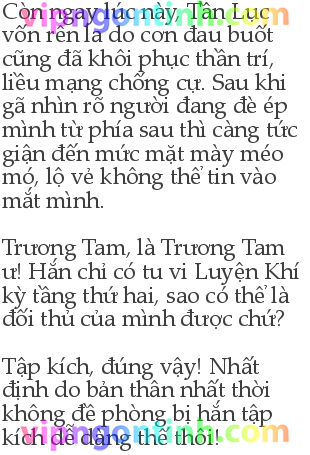 Còn ngay lúc này, Tần Lục
vốn rên la do cơn đau buốt
cũng đã khôi phục thần trí,
liều mạng chống cự. Sau khi
gã nhìn rõ người đang đè ép
mình từ phía sau thì càng tức
giận đến mức mặt mày méo
mó, lộ vẻ không thể tin vào
mắt mình.
Trương Tam, là Trương Tam
ư! Hắn chỉ có tu vi Luyện Khí
kỳ tầng thứ hai, sao có thể là
đối thủ của mình được chứ?
Tập kích, đúng vậy! Nhất
định do bản thân nhất thời
không đề phòng bị hắn tập
kích dễ dàng thế thôi!